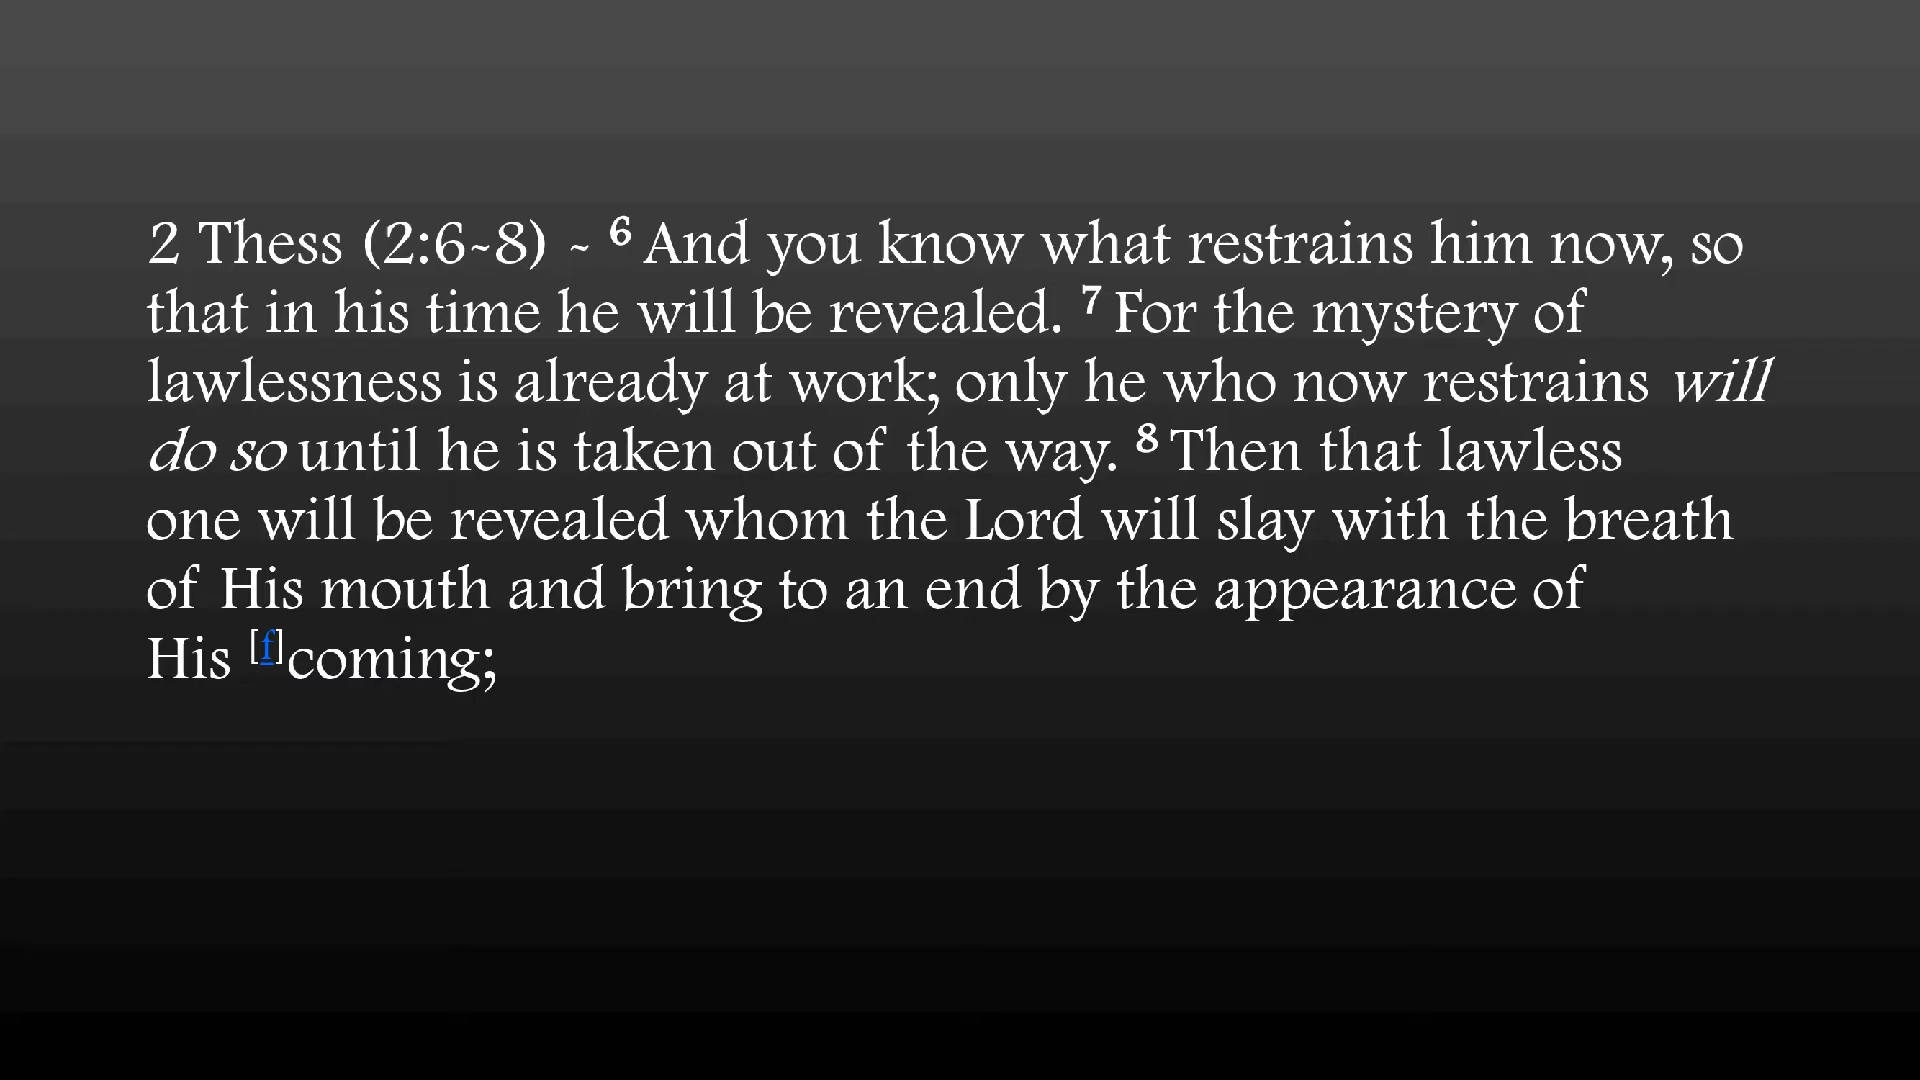 2 Thess (2:6-8) - 6 And you know what restrains him now, so
that in his time he will be revealed. 7 For the mystery of
lawlessness is already at work; only he who now restrains will
do so until he is taken out of the way. 8 Then that lawless
one will be revealed whom the Lord will slay with the breath
of His mouth and bring to an end by the appearance of
His [f]coming;